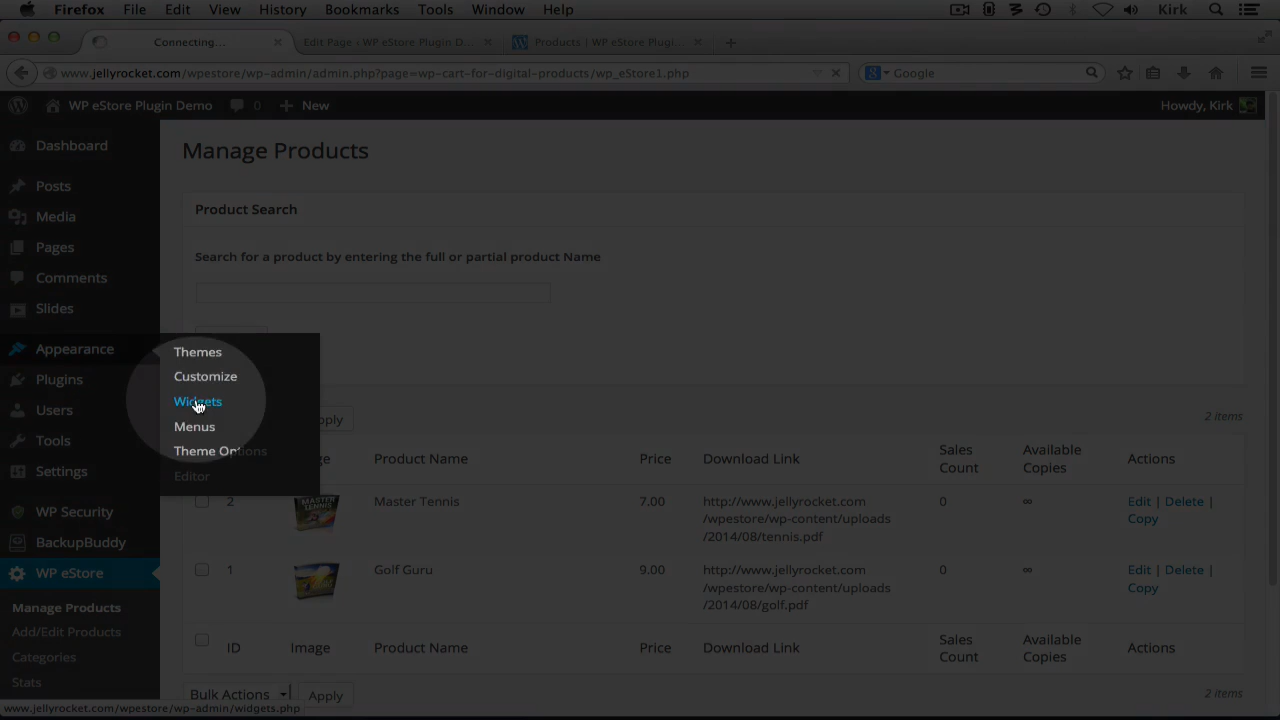 Firefox File Edit View History Bookmarks Tools Window Help Kirk
Connecting...
Edit Page ‹ WP eStore Plugin D...
Products | WP eStore Plugi...
www.jellyrocket.com/wpestore/wp-admin/admin.php?page=wp-cart-for-digital-products/wp_eStore1.php
Google
WP eStore Plugin Demo 0 New
Howdy, Kirk
Dashboard
Posts
Media
Pages
Comments
Slides
Appearance
Plugins
Users
Tools
Settings
WP Security
BackupBuddy
WP eStore
Manage Products
Add/Edit Products
Categories
Stats
Themes
Customize
Widgets
Menus
Theme Options
Editor
Manage Products
Product Search
Search for a product by entering the full or partial product Name
2 items
Product Name Price Download Link Sales Count Available Copies Actions
2 MASTER TENNIS Master Tennis 7.00 http://www.jellyrocket.com
/wpestore/wp-content/uploads
/2014/08/tennis.pdf
0 ∞ Edit | Delete |
Copy
1 Golf Guru 9.00 http://www.jellyrocket.com
/wpestore/wp-content/uploads
/2014/08/golf.pdf
0 ∞ Edit | Delete |
Copy
ID Image Product Name Price Download Link Sales Count Available Copies Actions
Bulk Actions Apply
2 items
www.jellyrocket.com/wpestore/wp-admin/widgets.php